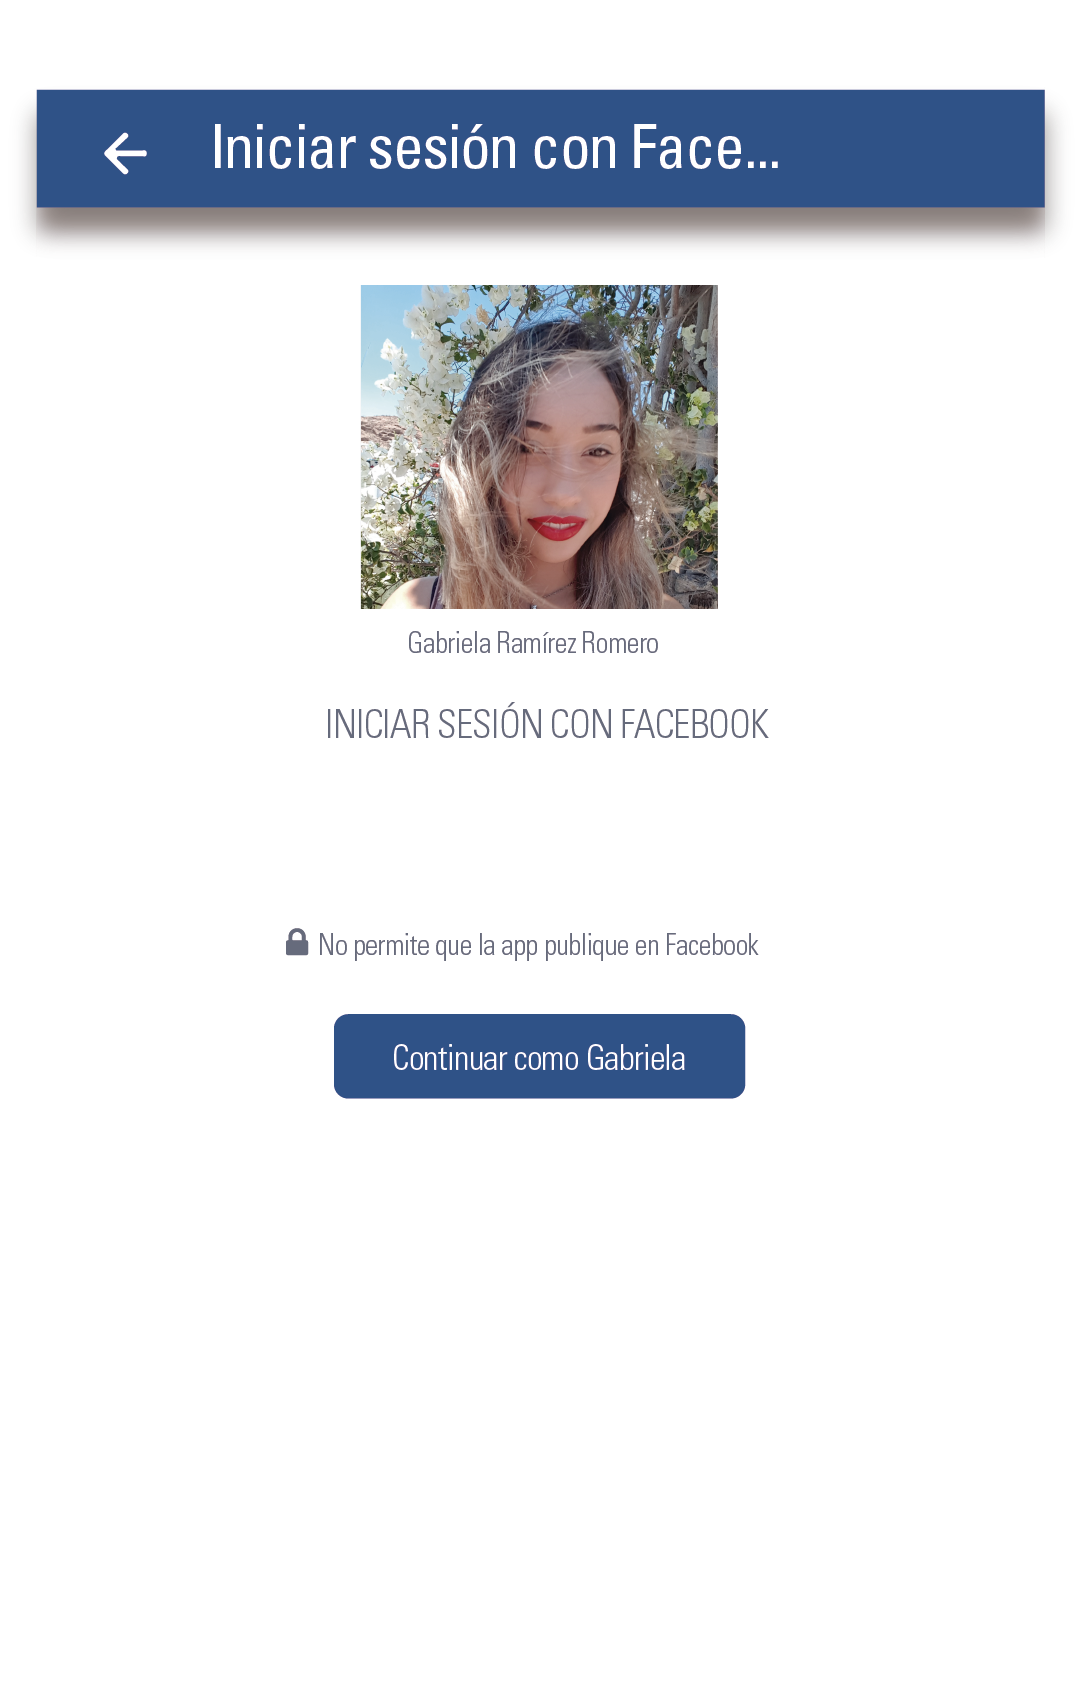 Iniciar sesión con Face...
Gabriela Ramírez Romero
INICIAR SESIÓN CON FACEBOOK
No permite que la app publique en Facebook
Continuar como Gabriela